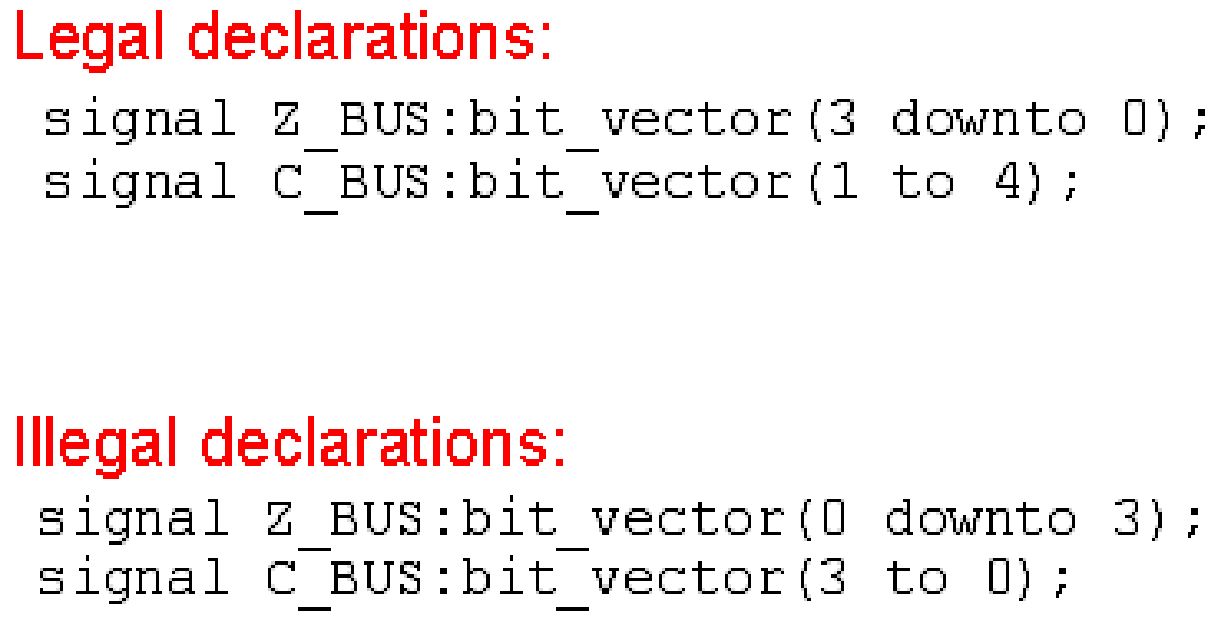 Legal declarations:
signal Z_BUS:bit_vector(3 downto 0);
signal C_BUS:bit_vector(1 to 4);
Illegal declarations:
signal Z_BUS:bit_vector(0 downto 3);
signal C_BUS:bit_vector(3 to 0);